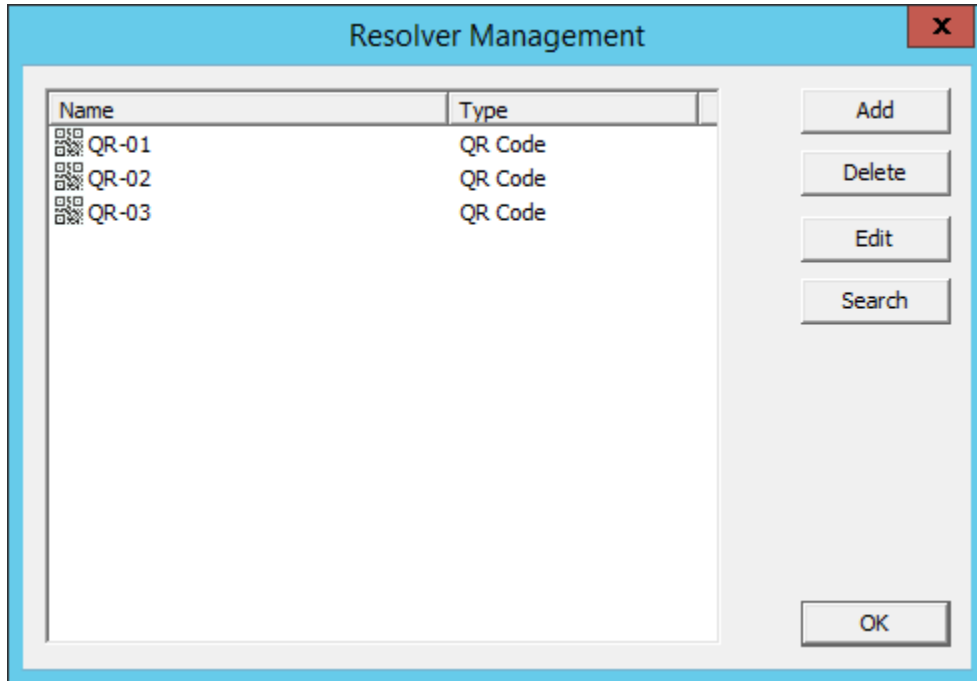 Resolver Management
x
Name Type
QR-01 QR Code
QR-02 QR Code
QR-03 QR Code
Add
Delete
Edit
Search
OK